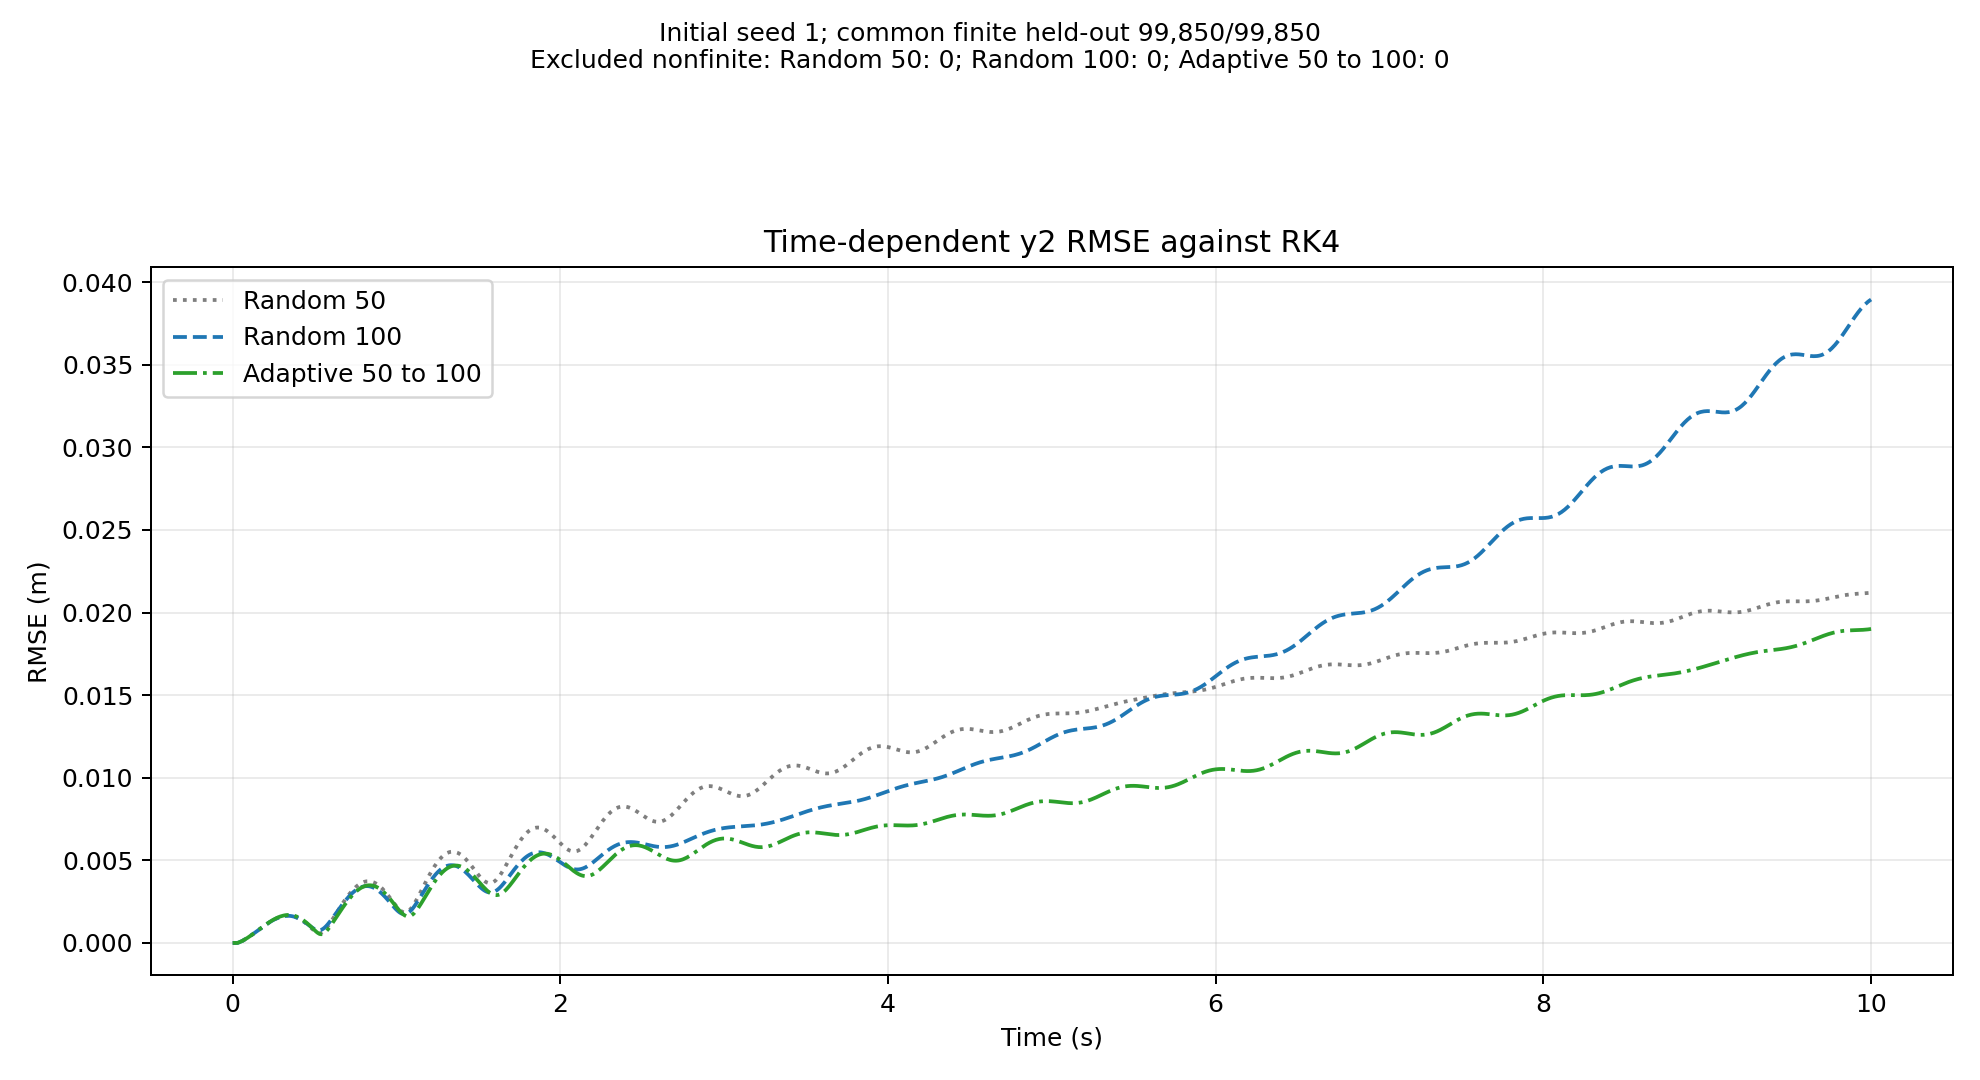 Initial seed 1; common finite held-out 99,850/99,850
Excluded nonfinite: Random 50: 0; Random 100: 0; Adaptive 50 to 100: 0
Time-dependent y2 RMSE against RK4
Random 50
Random 100
Adaptive 50 to 100
0.040
0.035
0.030
0.025
0.020
0.015
0.010
0.005
0.000
RMSE (m)
0 2 4 6 8 10
Time (s)